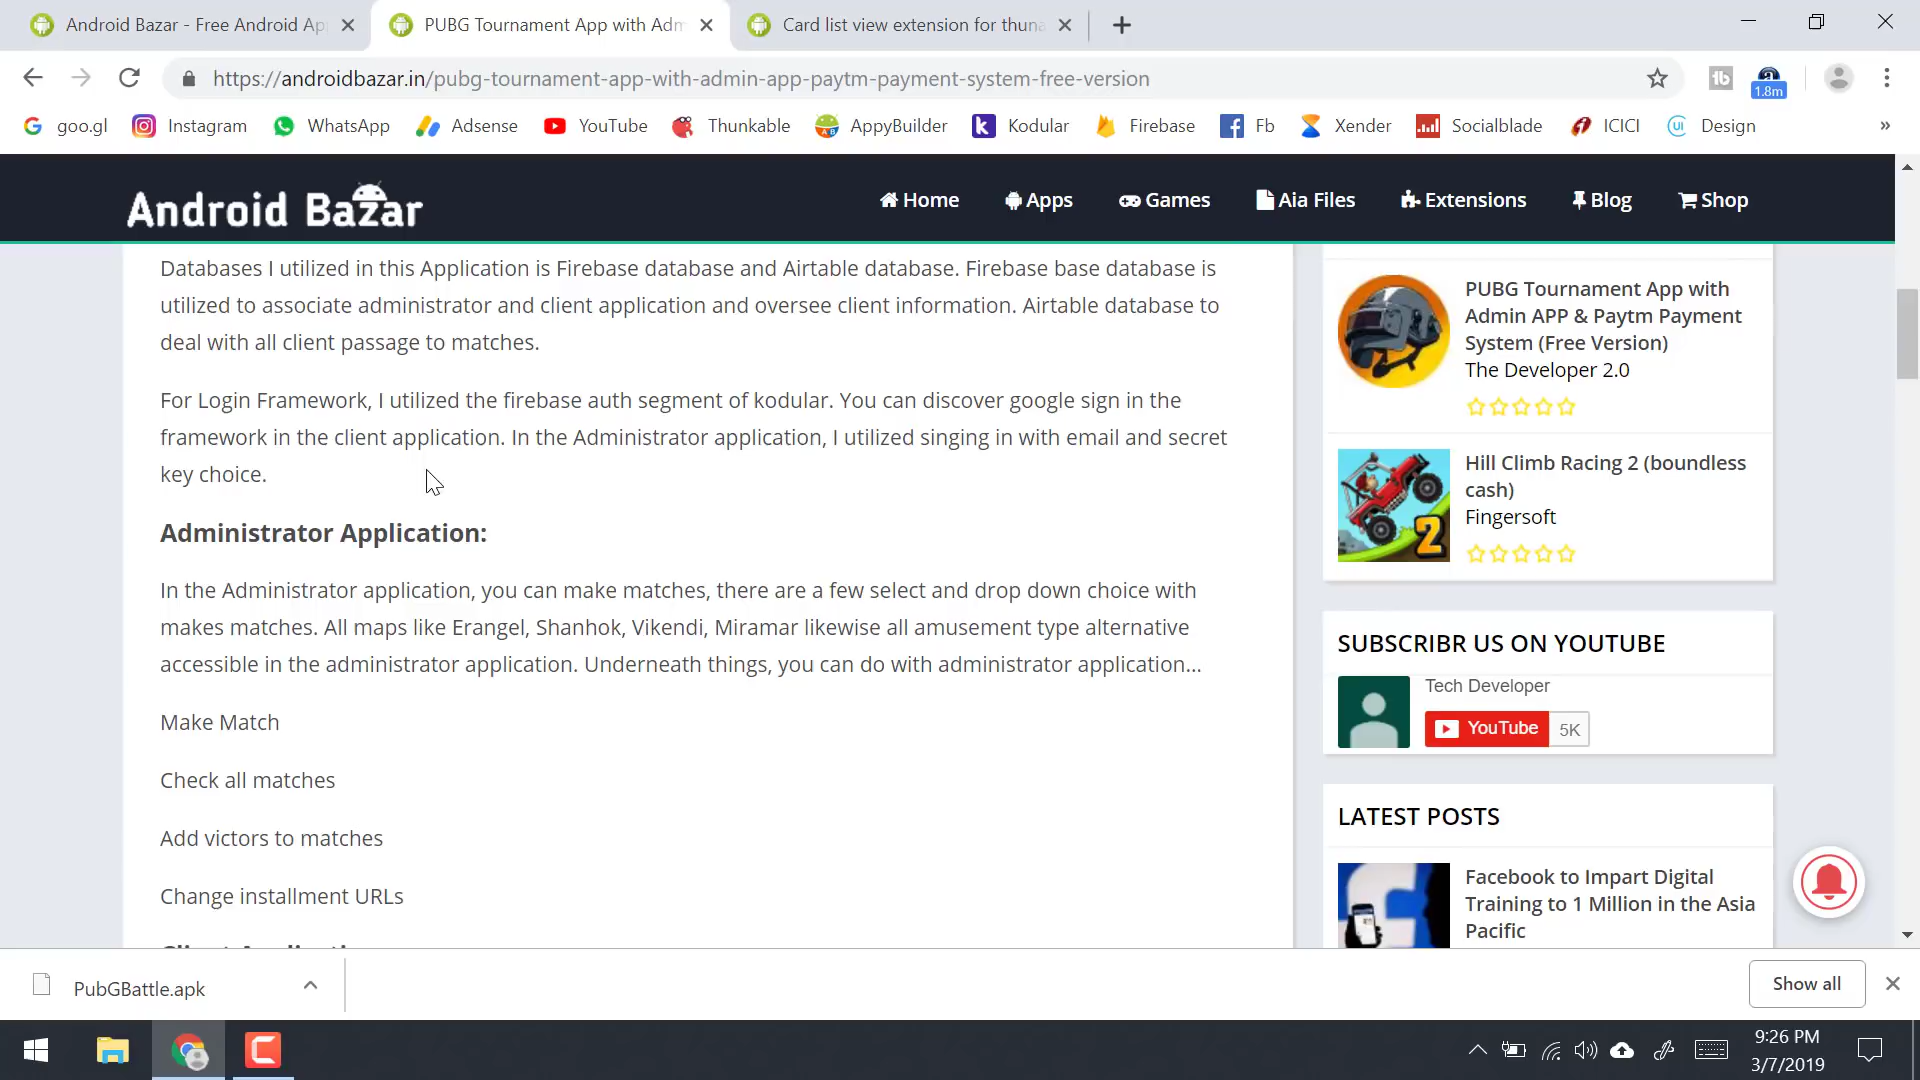 Android Bazar - Free Android Ap
PUBG Tournament App with Adm
Card list view extension for thuna
https://androidbazar.in/pubg-tournament-app-with-admin-app-paytm-payment-system-free-version
1.8m
goo.gl
Instagram
WhatsApp
Adsense
YouTube
Thunkable
AppyBuilder
Kodular
Firebase
Fb
Xender
Socialblade
ICICI
Design
»
Android Bazar
Home
Apps
Games
Aia Files
Extensions
Blog
Shop
Databases I utilized in this Application is Firebase database and Airtable database. Firebase base database is
utilized to associate administrator and client application and oversee client information. Airtable database to
deal with all client passage to matches.
For Login Framework, I utilized the firebase auth segment of kodular. You can discover google sign in the
framework in the client application. In the Administrator application, I utilized singing in with email and secret
key choice.
Administrator Application:
In the Administrator application, you can make matches, there are a few select and drop down choice with
makes matches. All maps like Erangel, Shanhok, Vikendi, Miramar likewise all amusement type alternative
accessible in the administrator application. Underneath things, you can do with administrator application...
Make Match
Check all matches
Add victors to matches
Change installment URLs
PUBG Tournament App with
Admin APP & Paytm Payment
System (Free Version)
The Developer 2.0
Hill Climb Racing 2 (boundless
cash)
Fingersoft
SUBSCRIBR US ON YOUTUBE
Tech Developer
YouTube
5K
LATEST POSTS
Facebook to Impart Digital
Training to 1 Million in the Asia
Pacific
PubGBattle.apk
Show all
9:26 PM
3/7/2019